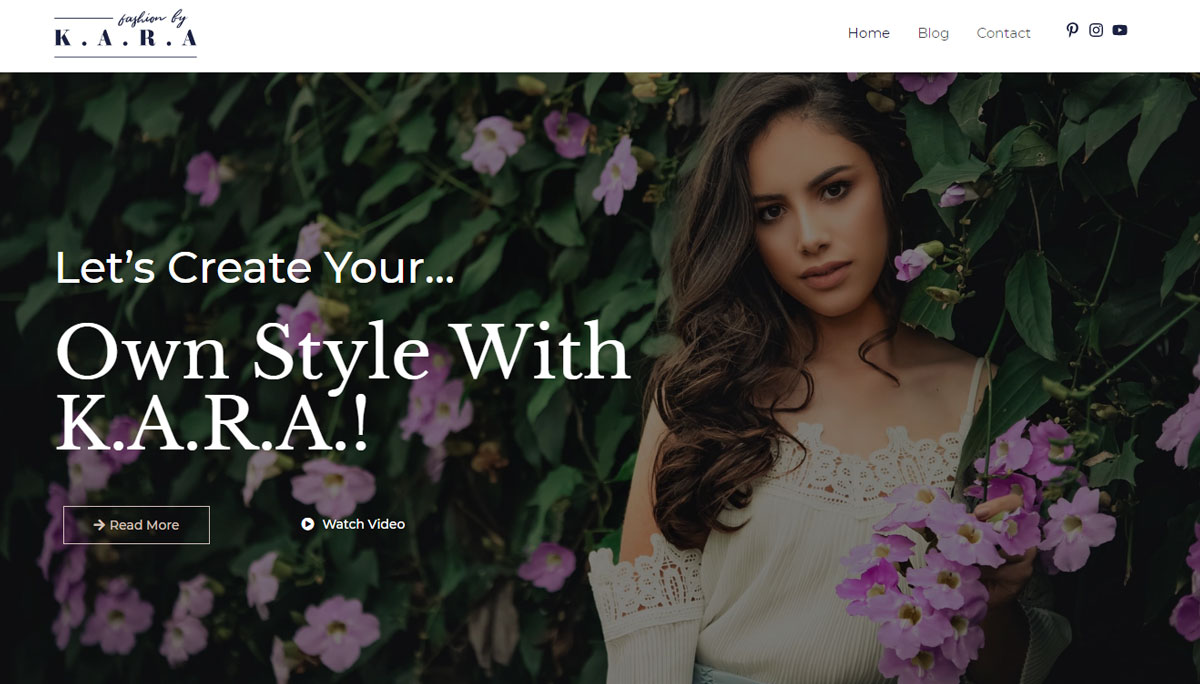 fashion by
K.A.R.A
Home Blog Contact
Let’s Create Your...
Own Style With
K.A.R.A.!
Read More
Watch Video